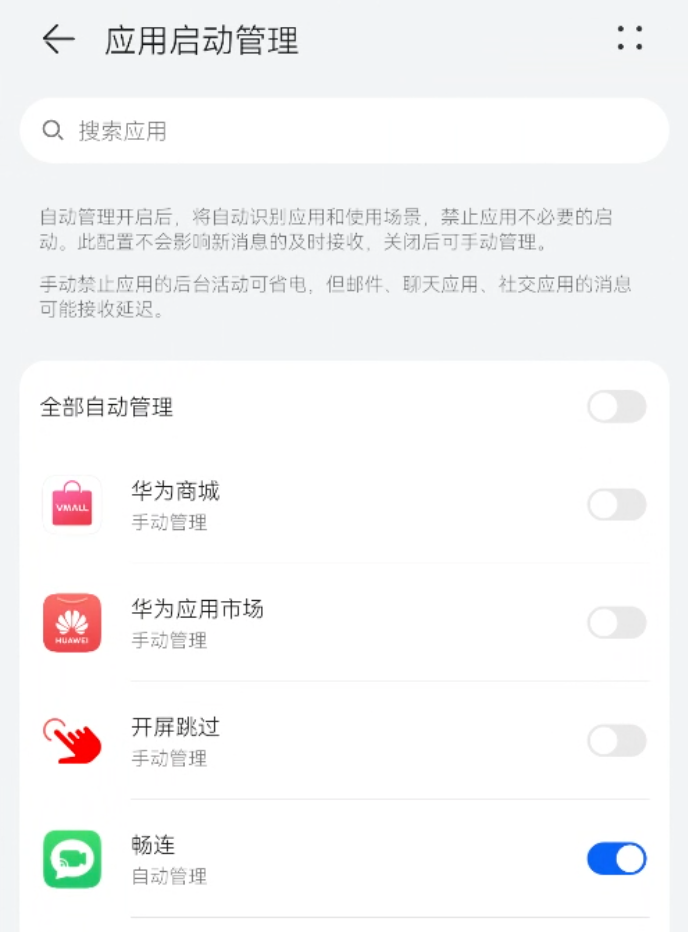 应用启动管理
搜索应用
自动管理开启后，将自动识别应用和使用场景，禁止应用不必要的启
动。此配置不会影响新消息的及时接收，关闭后可手动管理。
手动禁止应用的后台活动可省电，但邮件、聊天应用、社交应用的消息
可能接收延迟。
全部自动管理
VMALL
华为商城
手动管理
HUAWEI
华为应用市场
手动管理
开屏跳过
手动管理
畅连
自动管理